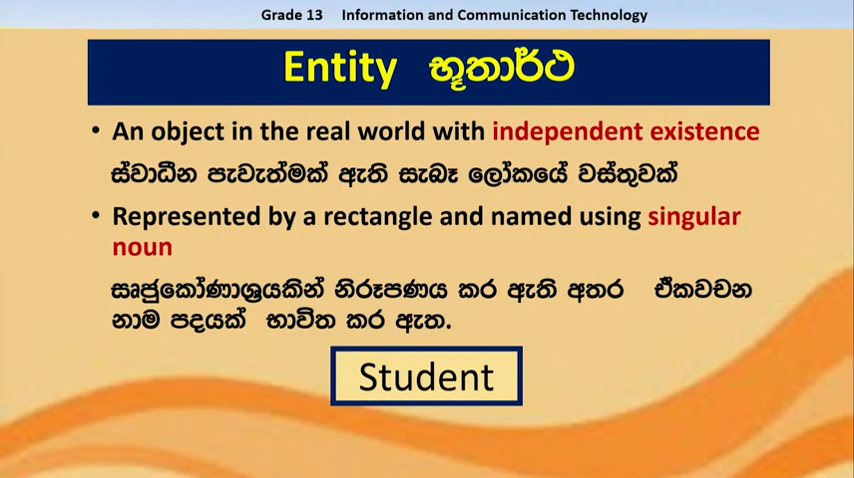 Grade 13 Information and Communication Technology
Entity භූතාර්ථ
• An object in the real world with independent existence
ස්වාධීන පැවැත්මක් ඇති සැබෑ ලෝකයේ වස්තුවක්
• Represented by a rectangle and named using singular
noun
සෘජුකෝණාශ්‍රයකින් නිරූපණය කර ඇති අතර ඒකවචන
නාම පදයක් භාවිත කර ඇත.
Student